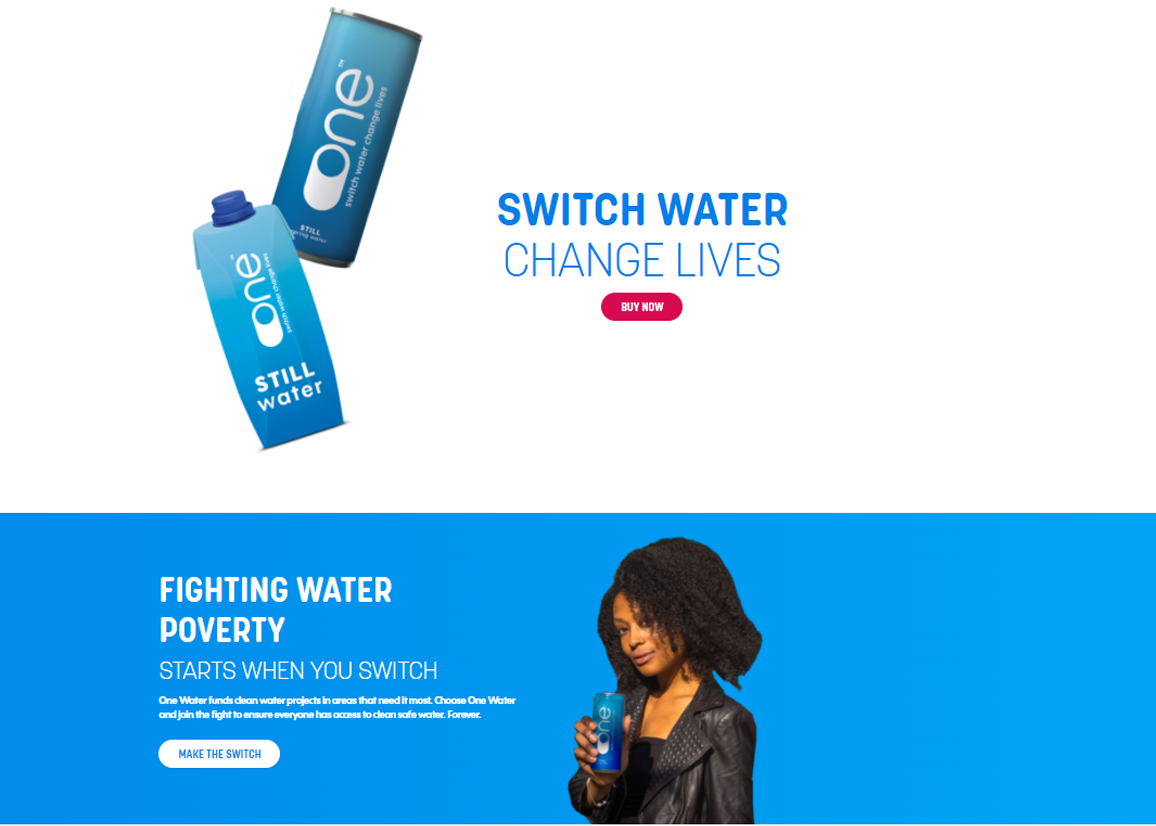 one™
switch water change lives
STILL
water
one
switch water change lives
STILL
water
SWITCH WATER
CHANGE LIVES
BUY NOW
FIGHTING WATER
POVERTY
STARTS WHEN YOU SWITCH
One Water funds clean water projects in areas that need it most. Choose One Water
and join the fight to ensure everyone has access to clean safe water. Forever.
MAKE THE SWITCH
one